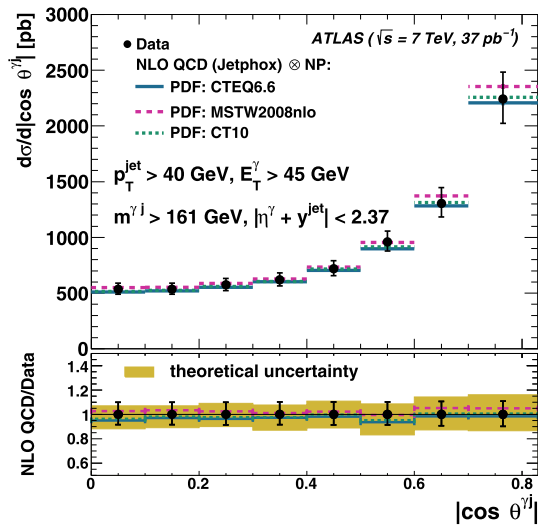 dσ/d|cos θ^γj| [pb]
3000
2500
2000
1500
1000
500
0
ATLAS ( √s = 7 TeV, 37 pb⁻¹)
Data
NLO QCD (Jetphox) ⊗ NP:
PDF: CTEQ6.6
PDF: MSTW2008nlo
PDF: CT10
p_T^jet > 40 GeV, E_T^γ > 45 GeV
m^γ j > 161 GeV, |η^γ + y^jet| < 2.37
NLO QCD/Data
1.4
1.2
1
0.8
0.6
theoretical uncertainty
0 0.2 0.4 0.6 0.8
|cos θ^γj|